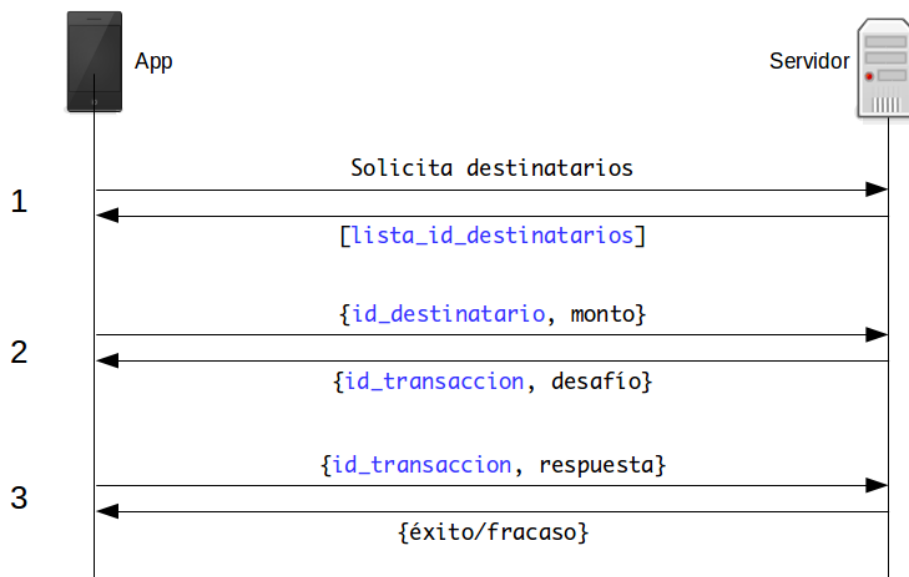 App
Servidor
Solicita destinatarios
1
[lista_id_destinatarios]
{id_destinatario, monto}
2
{id_transaccion, desafío}
{id_transaccion, respuesta}
3
{éxito/fracaso}